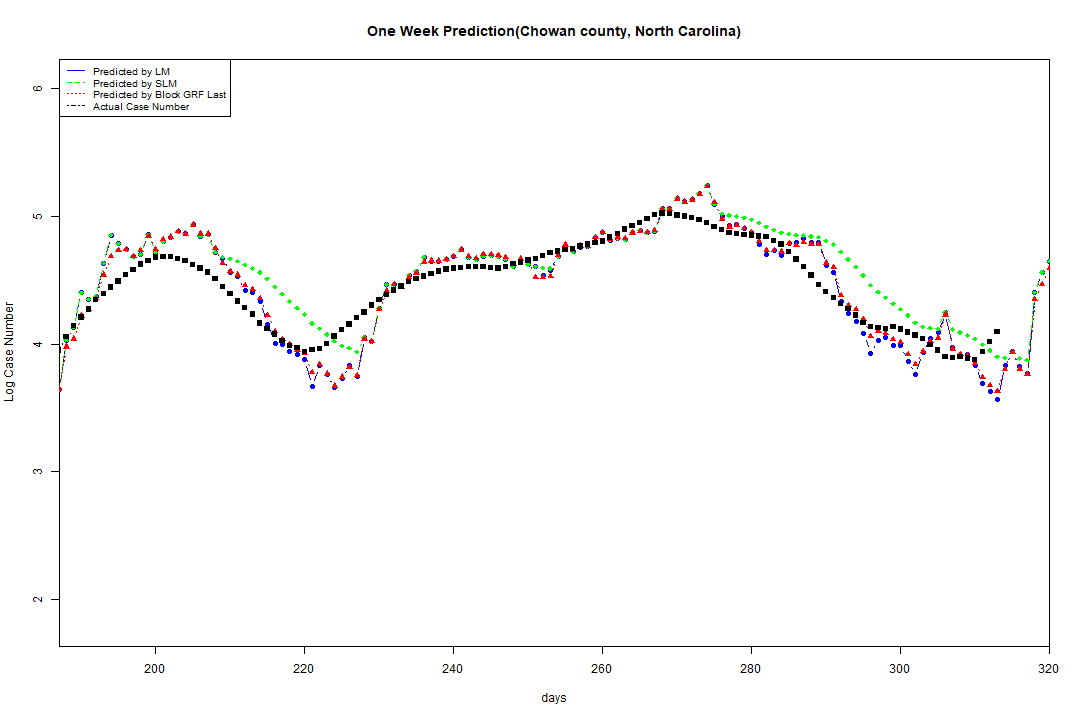 One Week Prediction(Chowan county, North Carolina)
Predicted by LM
Predicted by SLM
Predicted by Block GRF Last
Actual Case Number
Log Case Number
6
5
4
3
2
200
220
240
260
280
300
320
days